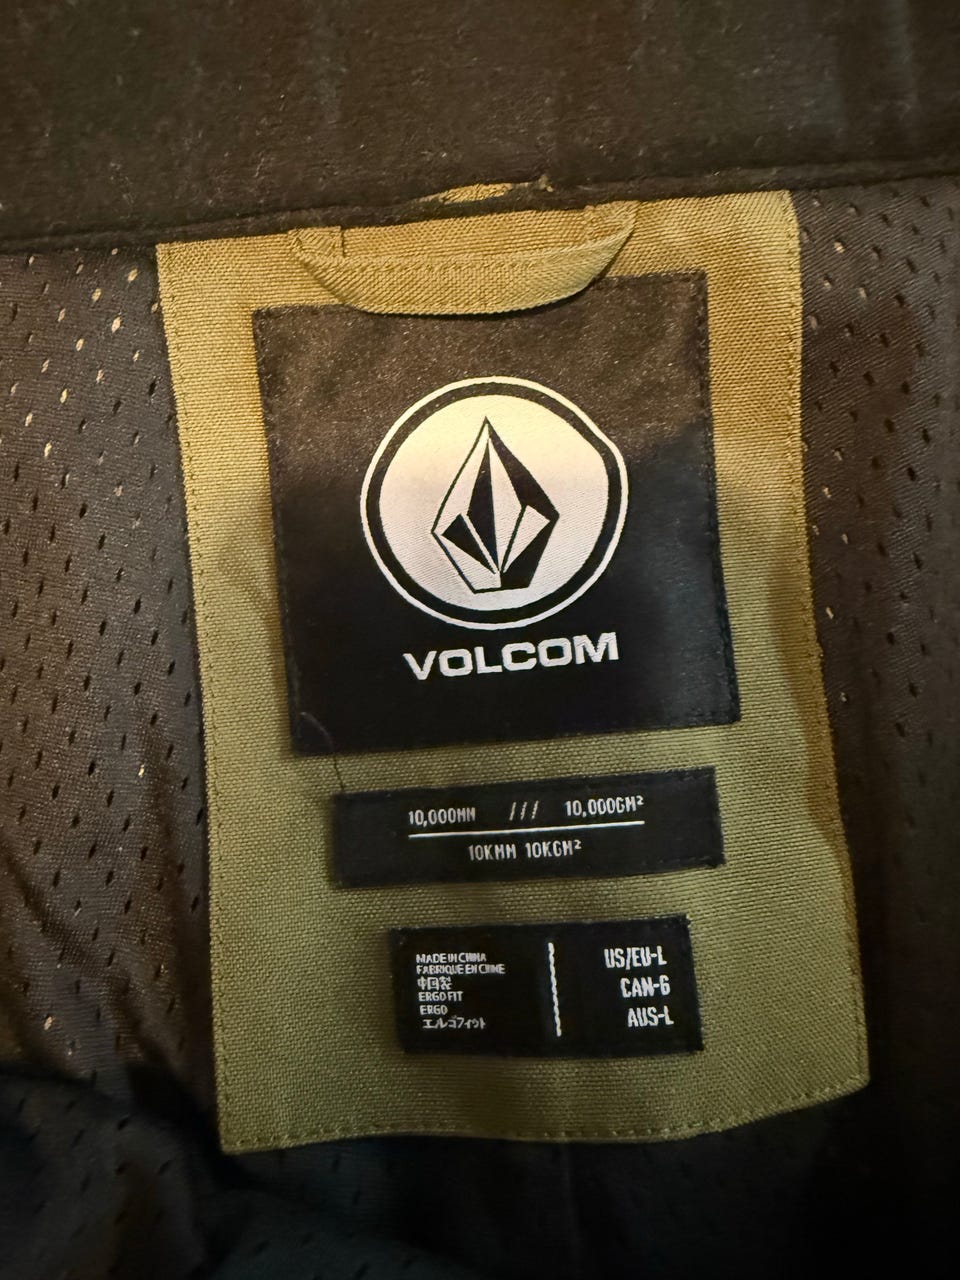 VOLCOM
10,000MM /// 10,000GM²
10KMM 10KGM²
MADE IN CHINA
FABRIQUE EN CHINE
中国製
ERGO FIT
ERGO
エルゴフィット
US/EU-L
CAN-G
AUS-L